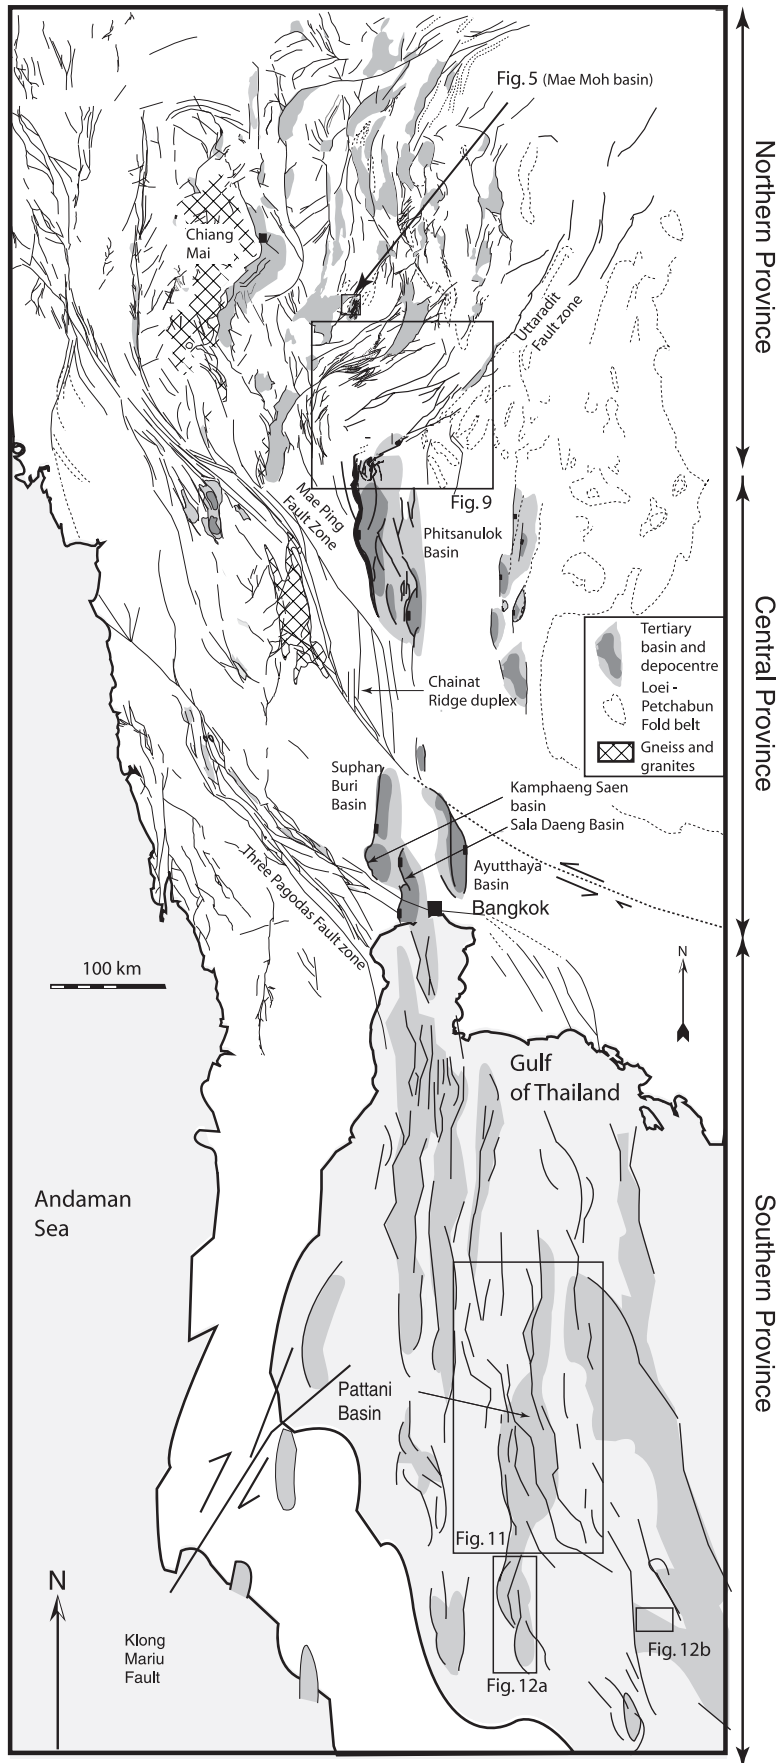 Fig. 5 (Mae Moh basin)
Northern Province
Chiang
Mai
Uttaradit
Fault zone
Fig. 9
Mae Ping
Fault Zone
Phitsanulok
Basin
Central Province
Tertiary
basin and
depocentre
Loei -
Petchabun
Fold belt
Gneiss and
granites
Chainat
Ridge duplex
Suphan
Buri
Basin
Kamphaeng Saen
basin
Sala Daeng Basin
Ayutthaya
Basin
Three Pagodas Fault zone
Bangkok
100 km
N
Gulf
of Thailand
Andaman
Sea
Southern Province
Pattani
Basin
Fig. 11
N
Klong
Mariu
Fault
Fig. 12b
Fig. 12a